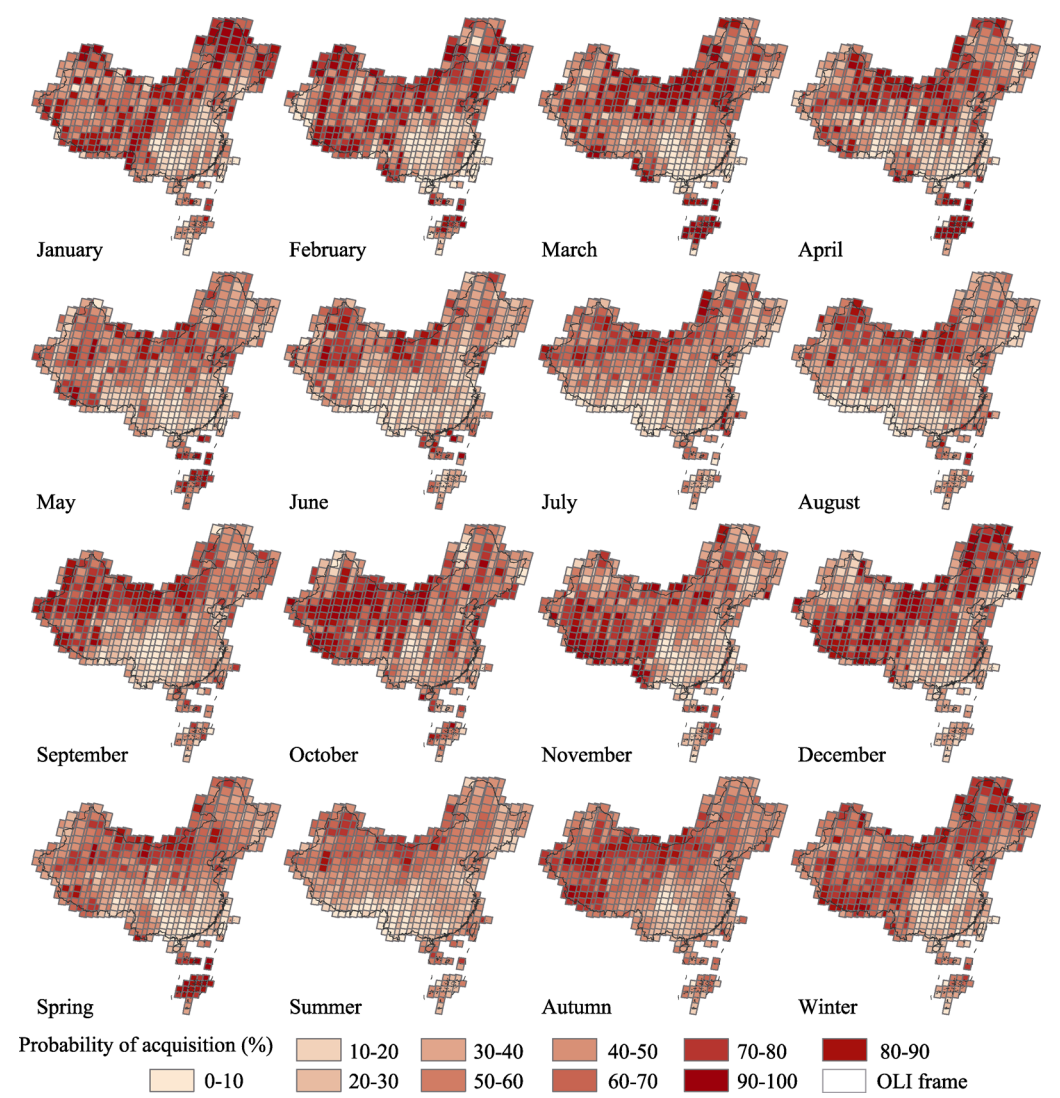 January February March April
May June July August
September October November December
Spring Summer Autumn Winter
Probability of acquisition (%)
10-20 30-40 40-50 70-80 80-90
0-10 20-30 50-60 60-70 90-100 OLI frame